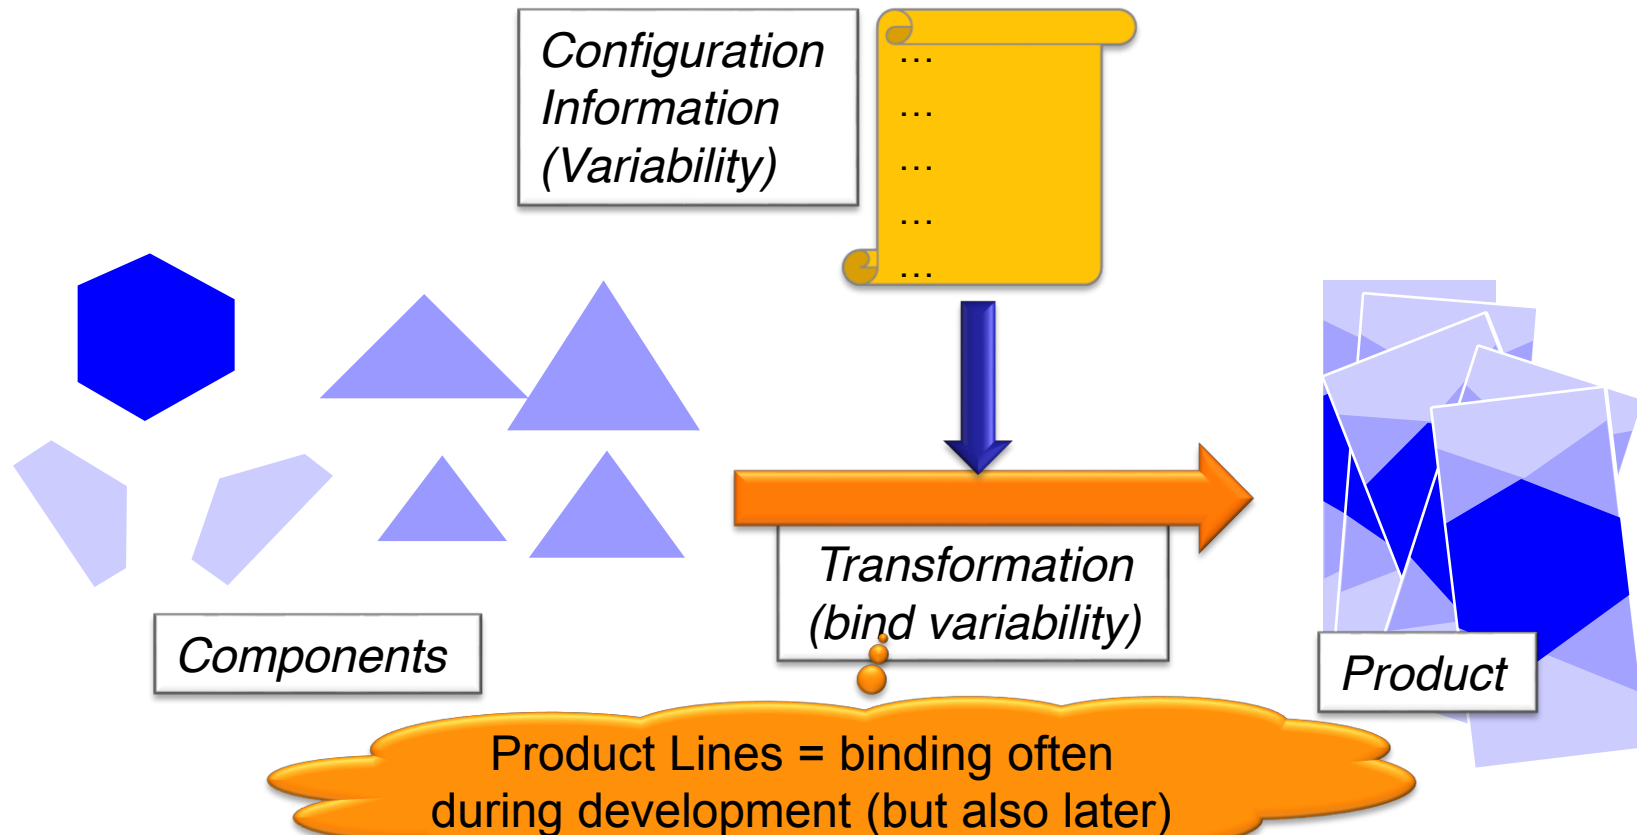 Configuration
Information
(Variability)
...
...
...
...
...
Transformation
(bind variability)
Components
Product
Product Lines = binding often
during development (but also later)